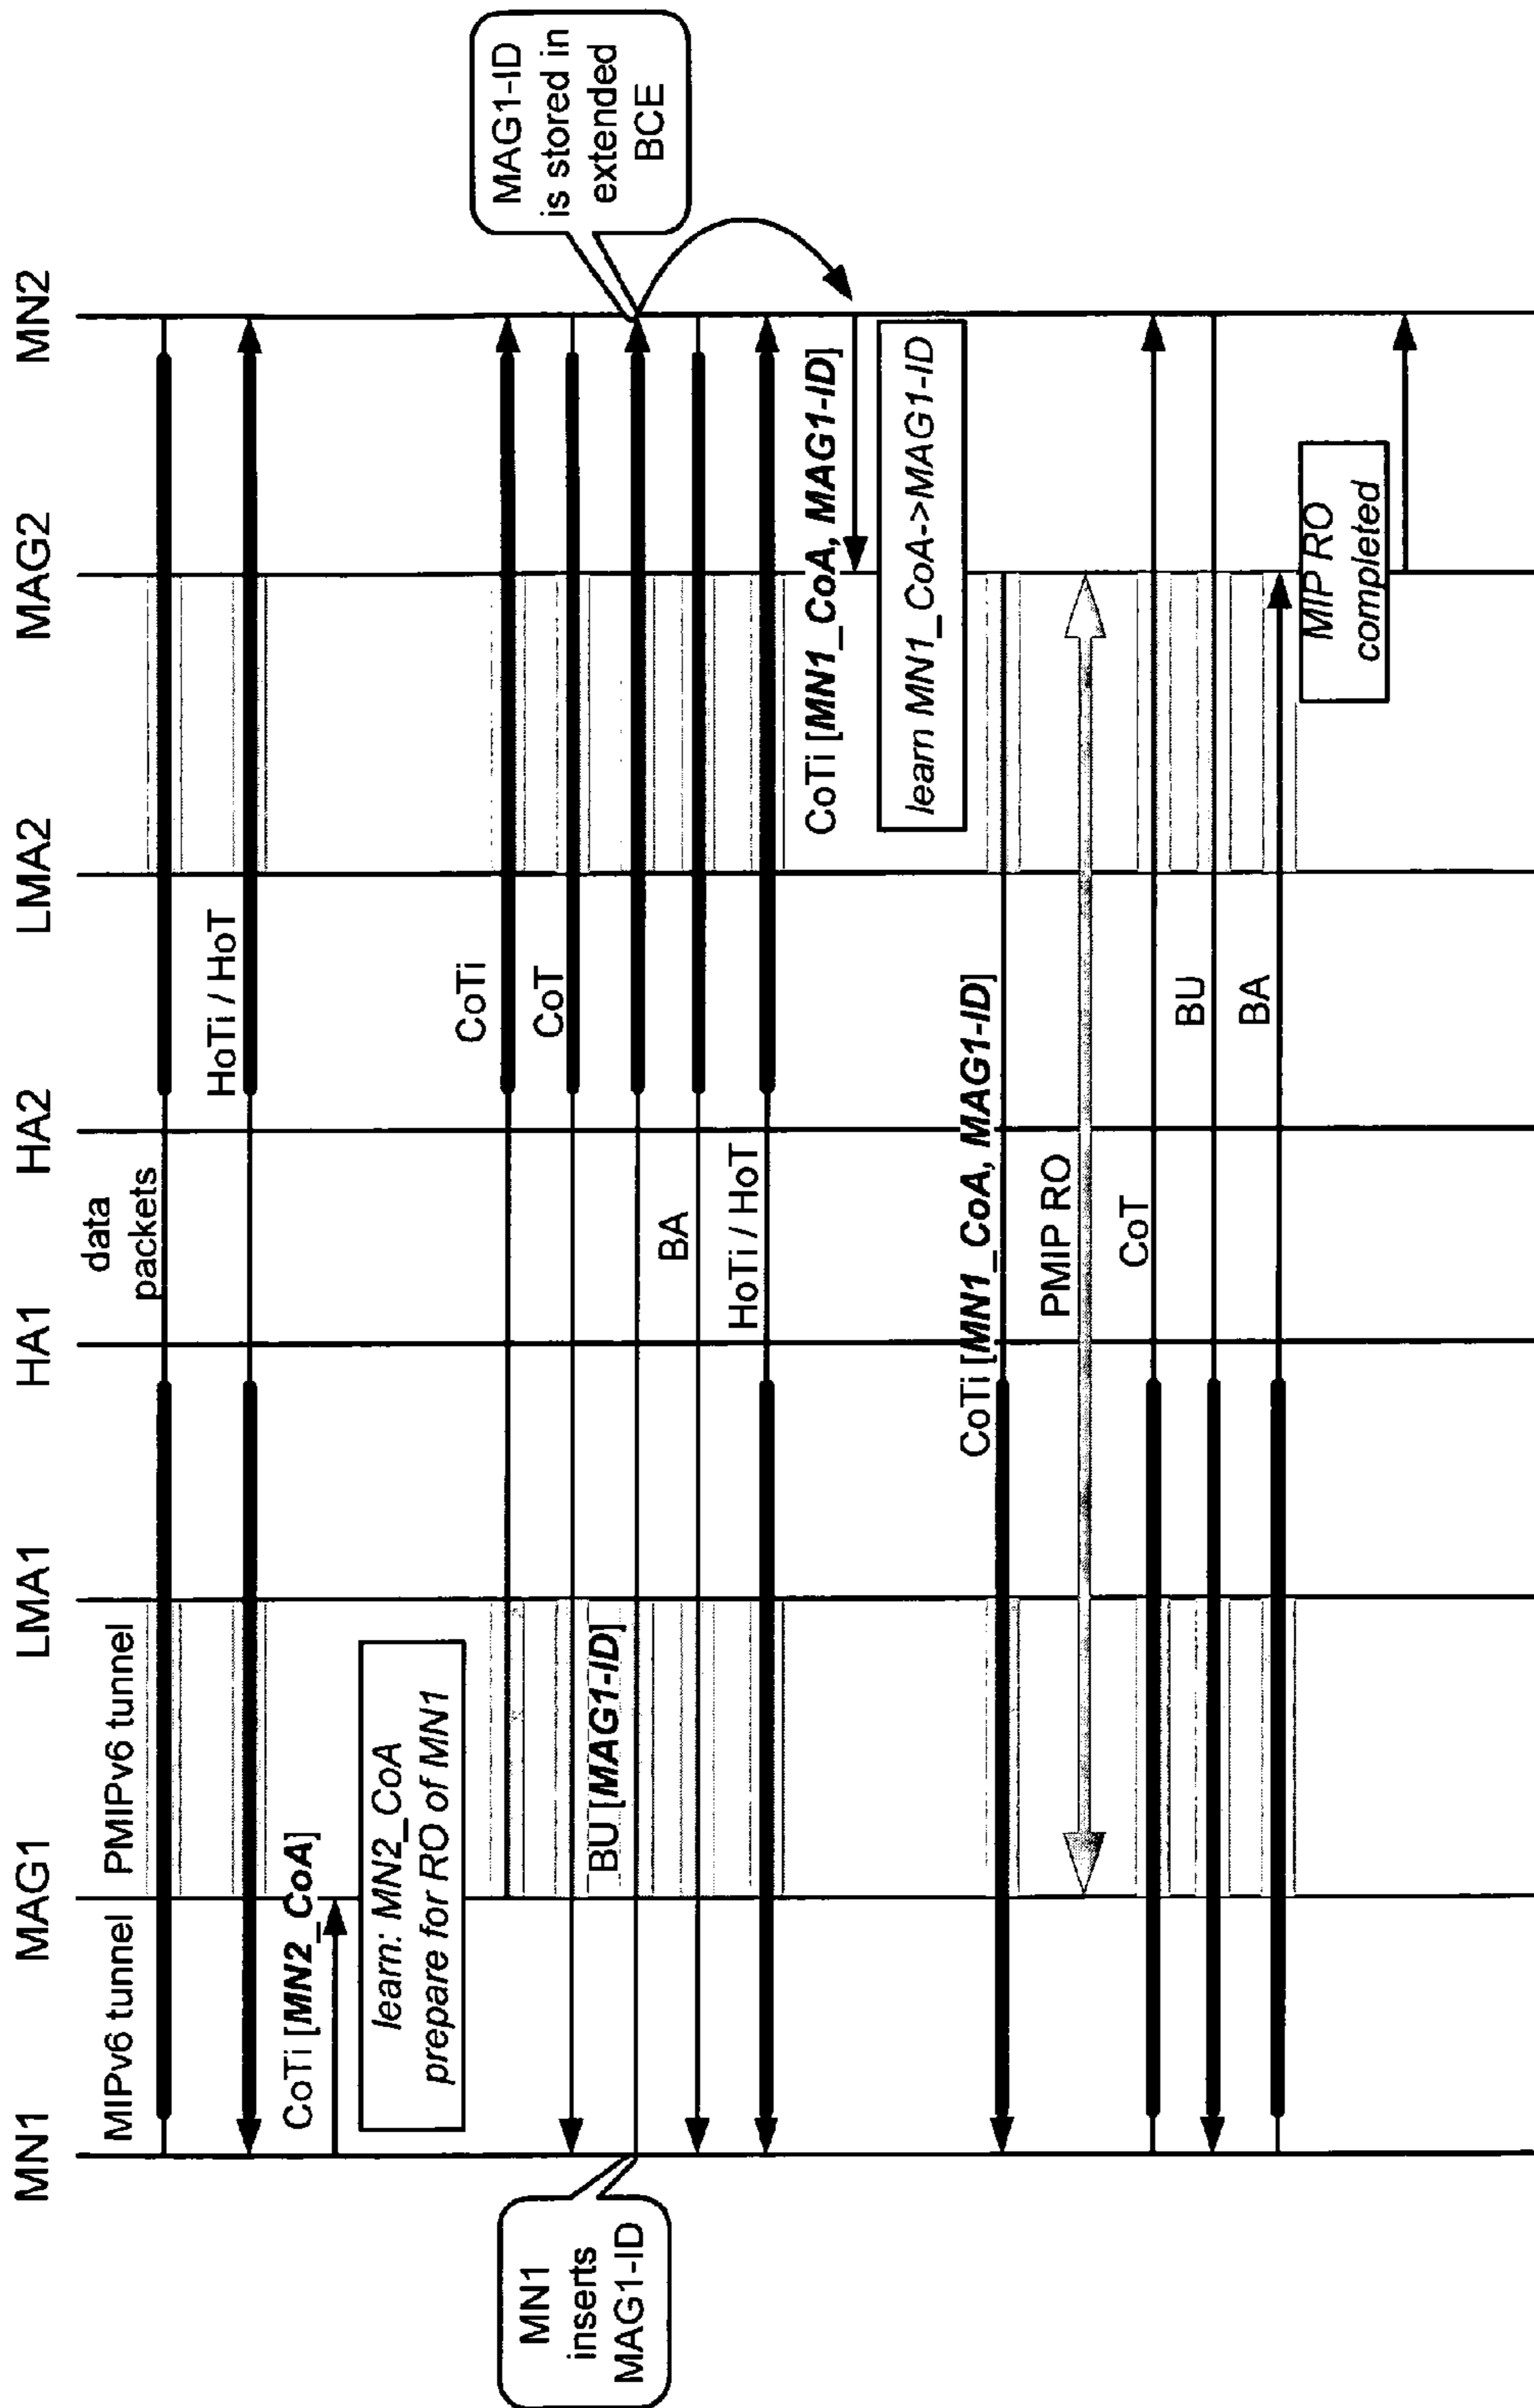 MN1 MAG1 LMA1 HA1 HA2 LMA2 MAG2 MN2
MIPv6 tunnel PMIPv6 tunnel
data
packets
HoTi / HoT
CoTi [MN2_CoA]
learn: MN2_CoA
prepare for RO of MN1
CoTi
CoT
MN1
inserts
MAG1-ID
BU [MAG1-ID]
MAG1-ID
is stored in
extended
BCE
BA
HoTi / HoT
CoTi [MN1_CoA, MAG1-ID]
learn MN1_CoA->MAG1-ID
CoTi [MN1_CoA, MAG1-ID]
PMIP RO
CoT
BU
BA
MIP RO
completed